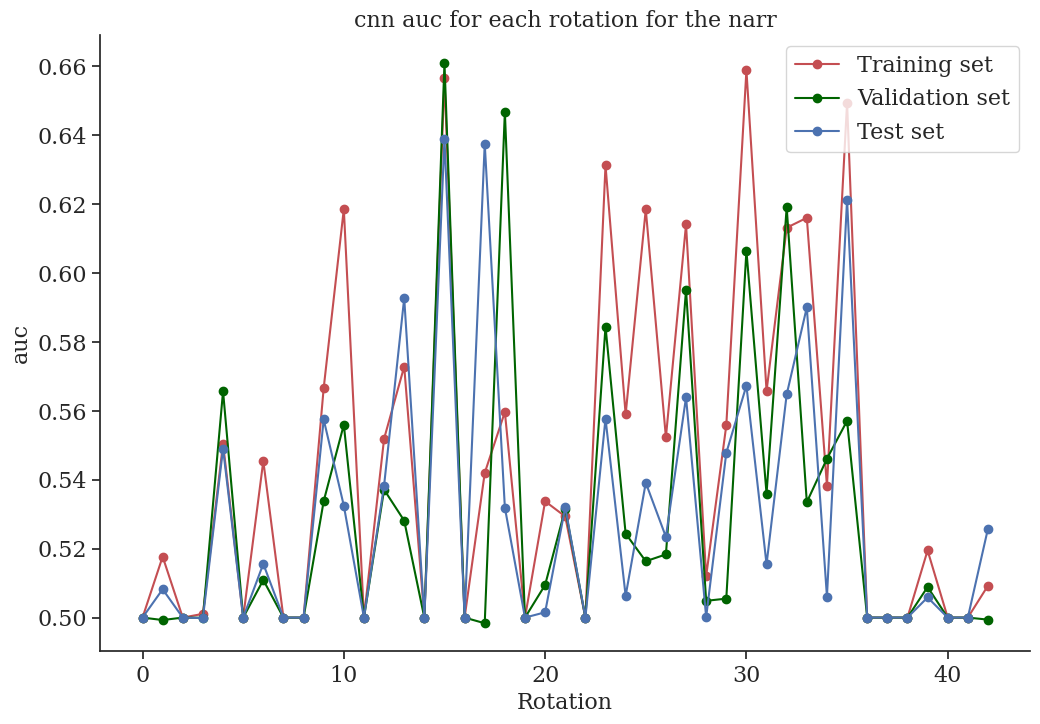 cnn auc for each rotation for the narr
Training set
Validation set
Test set
auc
0.66
0.64
0.62
0.60
0.58
0.56
0.54
0.52
0.50
0
10
20
30
40
Rotation